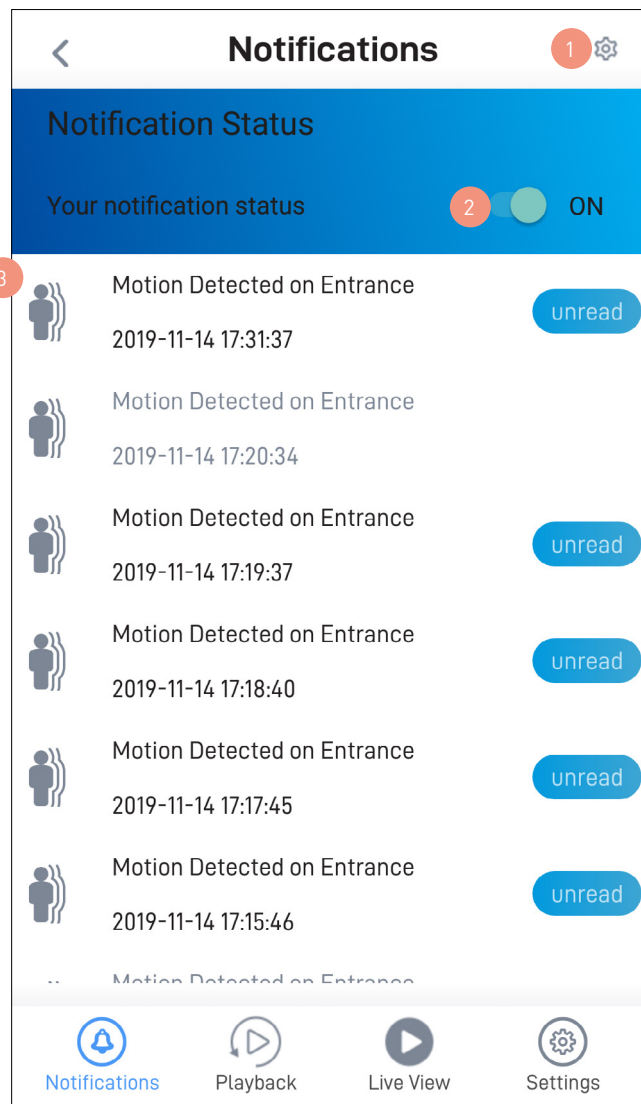 Notifications
1
Notification Status
Your notification status
2
ON
3
Motion Detected on Entrance
unread
2019-11-14 17:31:37
Motion Detected on Entrance
2019-11-14 17:20:34
Motion Detected on Entrance
unread
2019-11-14 17:19:37
Motion Detected on Entrance
unread
2019-11-14 17:18:40
Motion Detected on Entrance
unread
2019-11-14 17:17:45
Motion Detected on Entrance
unread
2019-11-14 17:15:46
Motion Detected on Entrance
Notifications
Playback
Live View
Settings